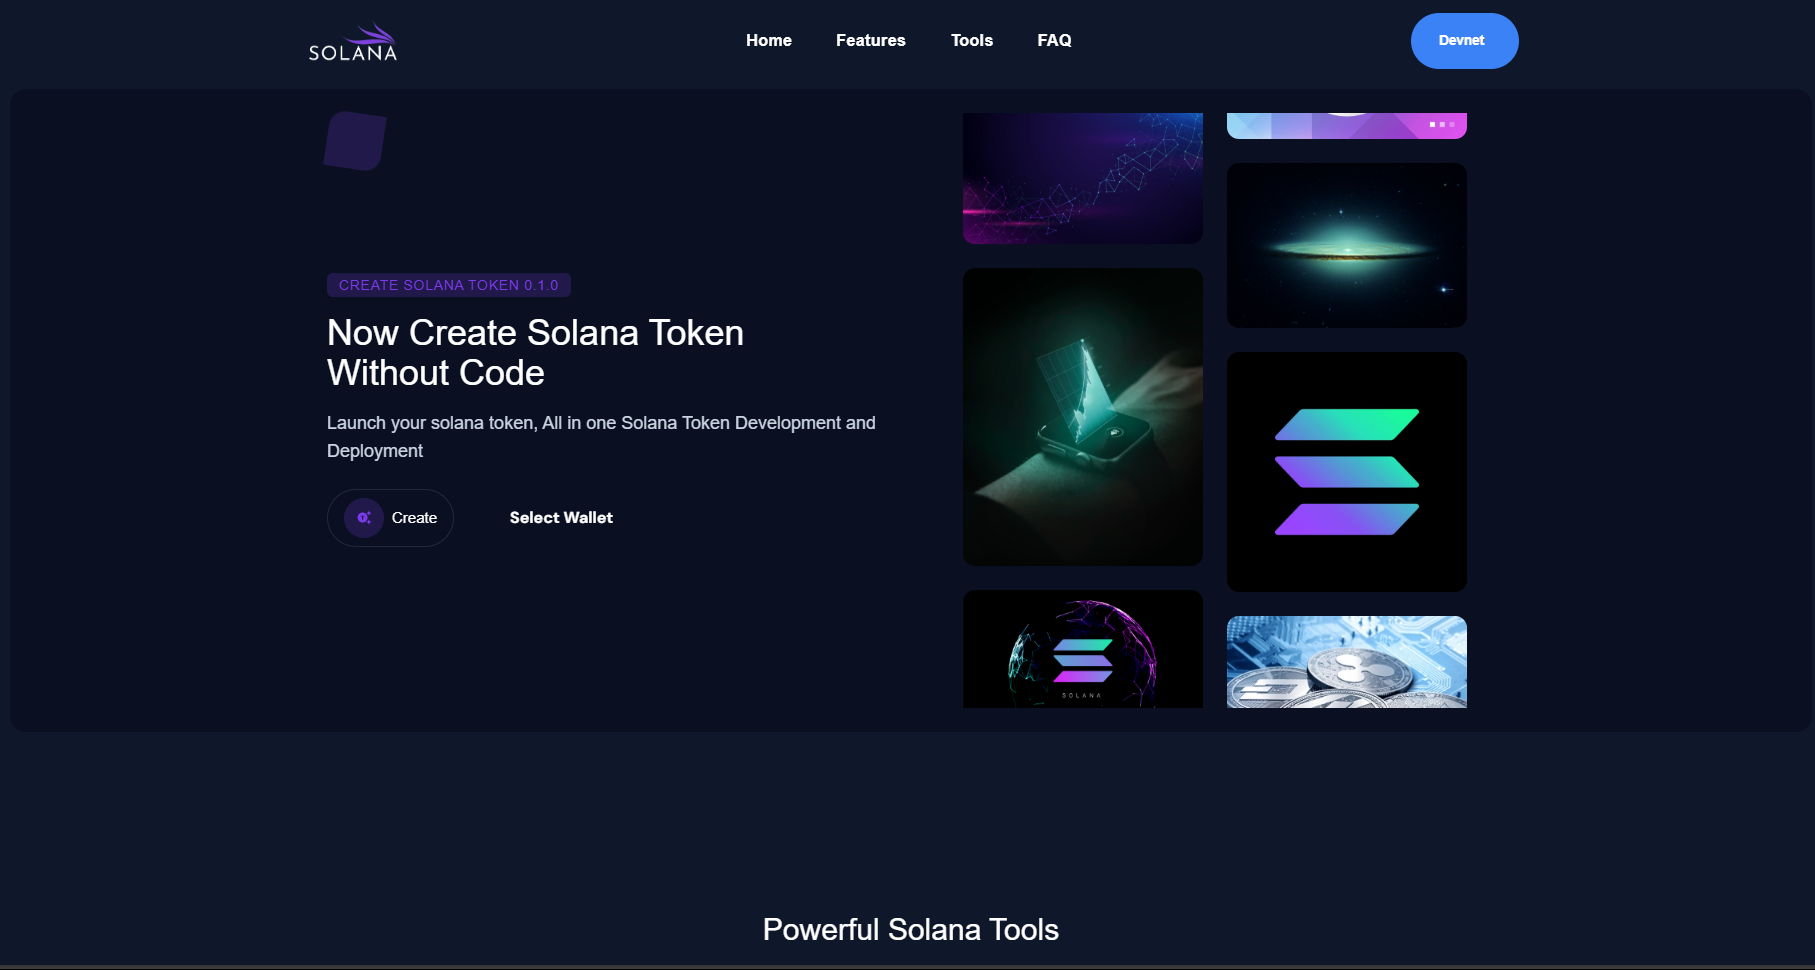 SOLANA
Home
Features
Tools
FAQ
Devnet
CREATE SOLANA TOKEN 0.1.0
Now Create Solana Token
Without Code
Launch your solana token, All in one Solana Token Development and
Deployment
Create
Select Wallet
SOLANA
Powerful Solana Tools